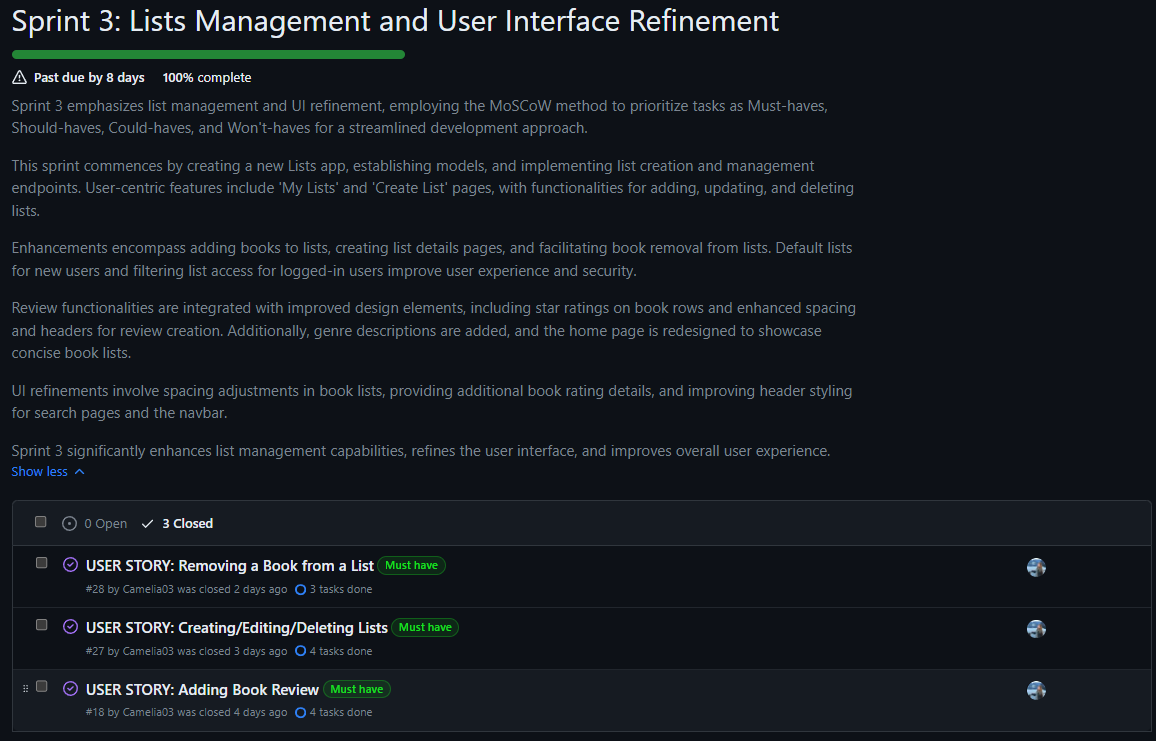 Sprint 3: Lists Management and User Interface Refinement
Past due by 8 days 100% complete
Sprint 3 emphasizes list management and UI refinement, employing the MoSCoW method to prioritize tasks as Must-haves,
Should-haves, Could-haves, and Won't-haves for a streamlined development approach.
This sprint commences by creating a new Lists app, establishing models, and implementing list creation and management
endpoints. User-centric features include 'My Lists' and 'Create List' pages, with functionalities for adding, updating, and deleting
lists.
Enhancements encompass adding books to lists, creating list details pages, and facilitating book removal from lists. Default lists
for new users and filtering list access for logged-in users improve user experience and security.
Review functionalities are integrated with improved design elements, including star ratings on book rows and enhanced spacing
and headers for review creation. Additionally, genre descriptions are added, and the home page is redesigned to showcase
concise book lists.
UI refinements involve spacing adjustments in book lists, providing additional book rating details, and improving header styling
for search pages and the navbar.
Sprint 3 significantly enhances list management capabilities, refines the user interface, and improves overall user experience.
Show less
0 Open 3 Closed
USER STORY: Removing a Book from a List Must have
#28 by Camelia03 was closed 2 days ago 3 tasks done
USER STORY: Creating/Editing/Deleting Lists Must have
#27 by Camelia03 was closed 3 days ago 4 tasks done
USER STORY: Adding Book Review Must have
#18 by Camelia03 was closed 4 days ago 4 tasks done